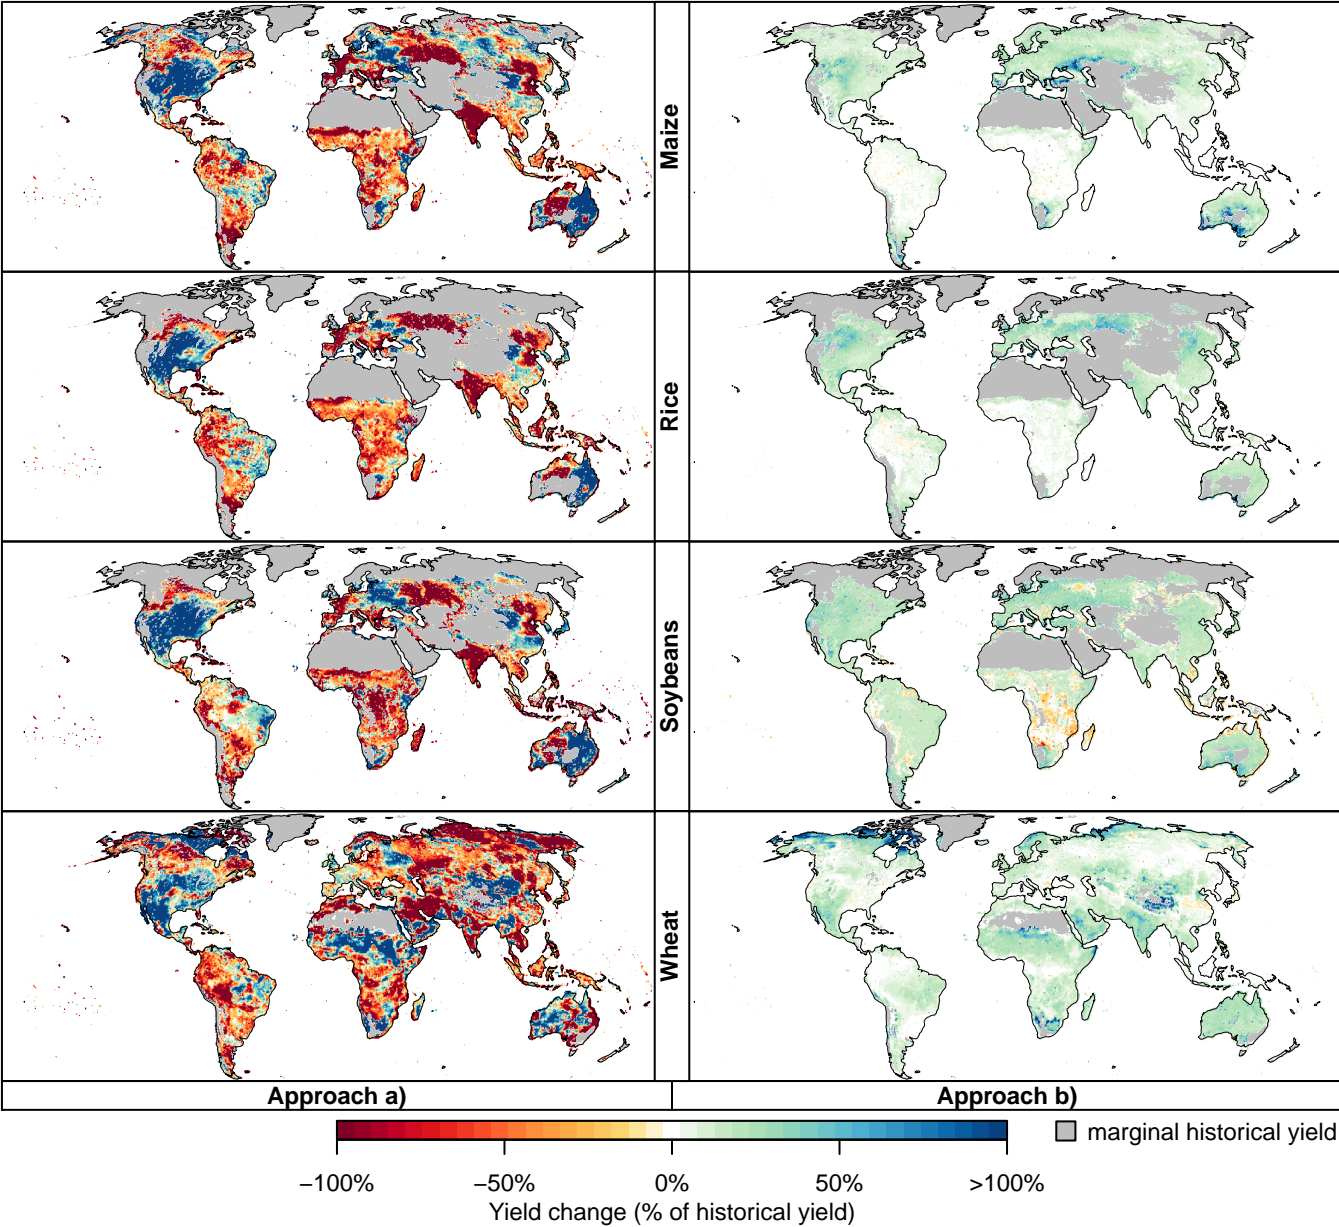 Maize
Rice
Soybeans
Wheat
Approach a)
Approach b)
marginal historical yield
−100%
−50%
0%
50%
>100%
Yield change (% of historical yield)